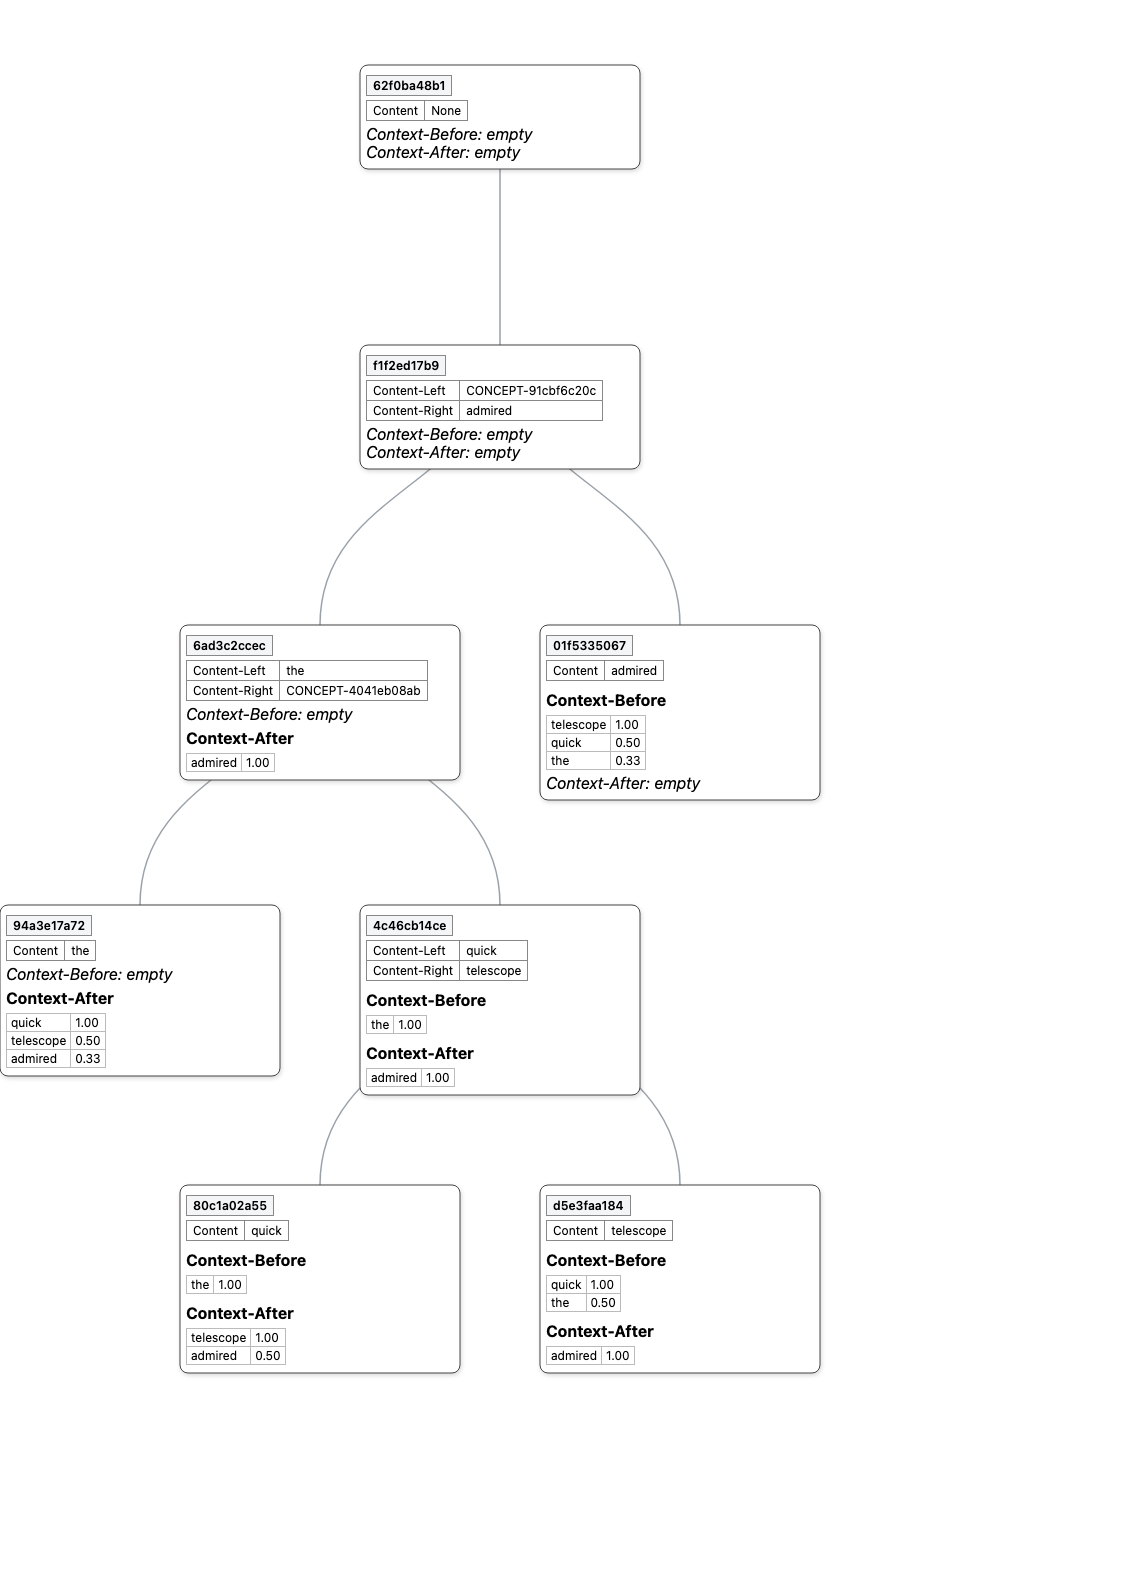 62f0ba48b1
Content None
Context-Before: empty
Context-After: empty
f1f2ed17b9
Content-Left CONCEPT-91cbf6c20c
Content-Right admired
Context-Before: empty
Context-After: empty
6ad3c2ccec
Content-Left the
Content-Right CONCEPT-4041eb08ab
Context-Before: empty
Context-After
admired 1.00
01f5335067
Content admired
Context-Before
telescope 1.00
quick 0.50
the 0.33
Context-After: empty
94a3e17a72
Content the
Context-Before: empty
Context-After
quick 1.00
telescope 0.50
admired 0.33
4c46cb14ce
Content-Left quick
Content-Right telescope
Context-Before
the 1.00
Context-After
admired 1.00
80c1a02a55
Content quick
Context-Before
the 1.00
Context-After
telescope 1.00
admired 0.50
d5e3faa184
Content telescope
Context-Before
quick 1.00
the 0.50
Context-After
admired 1.00